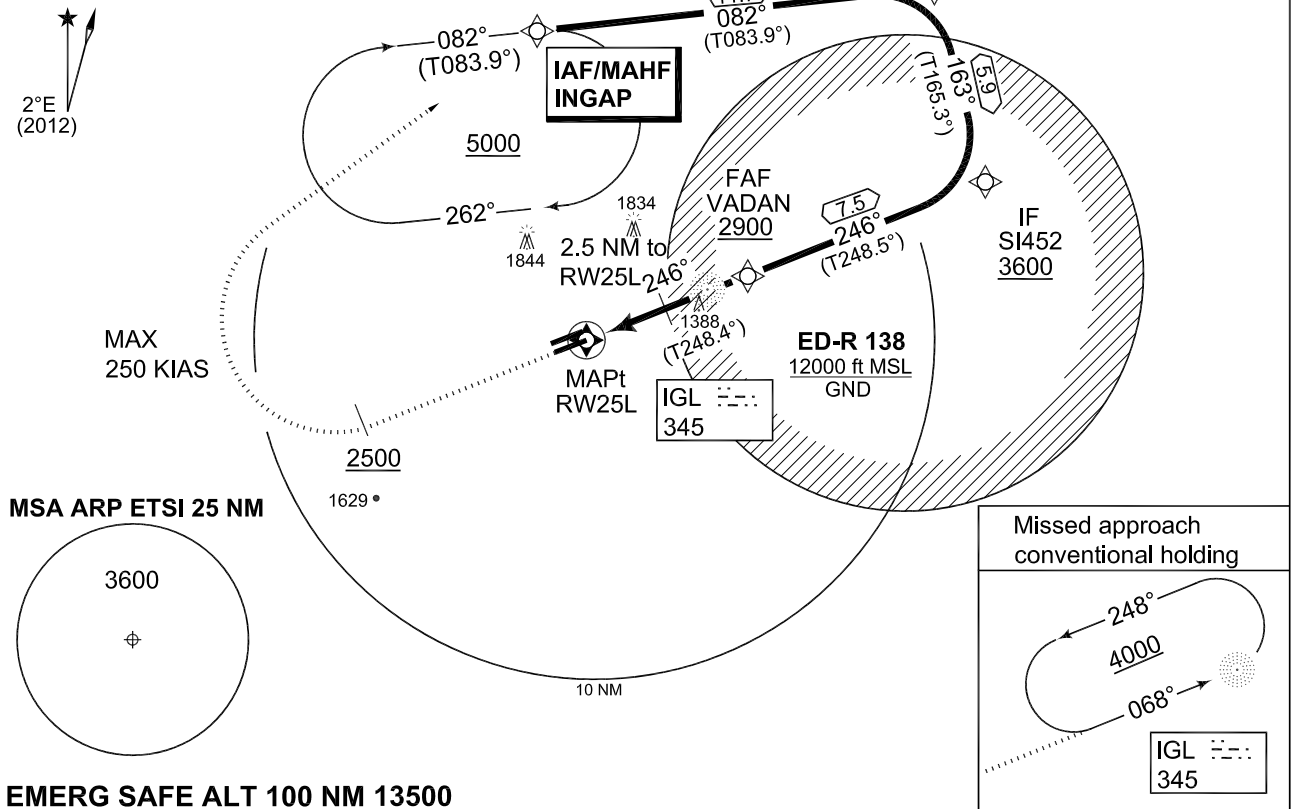 082°
(T083.9°)
082°
(T083.9°)
2°E
(2012)
IAF/MAHF
INGAP
5000
262°
163°
(T165.3°)
5.9
FAF
VADAN
2900
7.5
246°
(T248.5°)
IF
SI452
3600
1834
1844
2.5 NM to
RW25L
246°
1388
(T248.4°)
MAX
250 KIAS
MAPt
RW25L
IGL
345
ED-R 138
12000 ft MSL
GND
2500
1629
10 NM
MSA ARP ETSI 25 NM
3600
EMERG SAFE ALT 100 NM 13500
Missed approach
conventional holding
248°
4000
068°
IGL
345